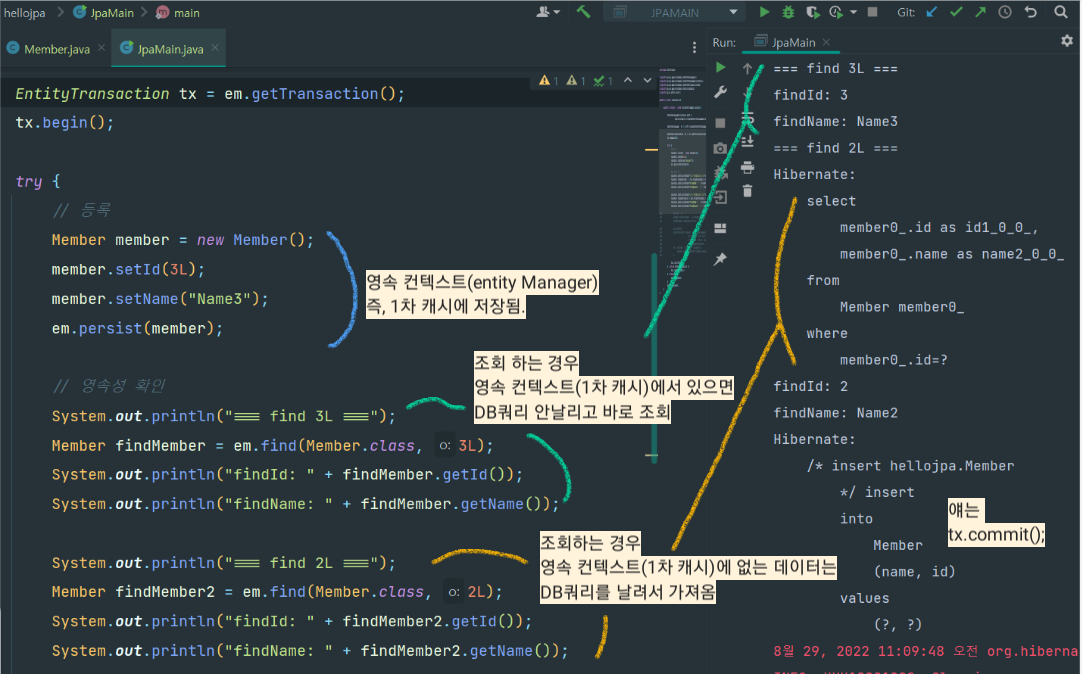 hellojpa > JpaMain > main
JPAMAIN
Git:
Member.java
JpaMain.java
Run: JpaMain
1 1 1
EntityTransaction tx = em.getTransaction();
tx.begin();
try {
// 등록
Member member = new Member();
member.setId(3L);
member.setName("Name3");
em.persist(member);
영속 컨텍스트(entity Manager)
즉, 1차 캐시에 저장됨.
// 영속성 확인
System.out.println("=== find 3L ===");
Member findMember = em.find(Member.class, o: 3L);
System.out.println("findId: " + findMember.getId());
System.out.println("findName: " + findMember.getName());
조회 하는 경우
영속 컨텍스트(1차 캐시)에서 있으면
DB쿼리 안날리고 바로 조회
System.out.println("=== find 2L ===");
Member findMember2 = em.find(Member.class, o: 2L);
System.out.println("findId: " + findMember2.getId());
System.out.println("findName: " + findMember2.getName());
조회하는 경우
영속 컨텍스트(1차 캐시)에 없는 데이터는
DB쿼리를 날려서 가져옴
=== find 3L ===
findId: 3
findName: Name3
=== find 2L ===
Hibernate:
select
member0_.id as id1_0_0_,
member0_.name as name2_0_0_
from
Member member0_
where
member0_.id=?
findId: 2
findName: Name2
Hibernate:
/* insert hellojpa.Member
*/ insert
into
Member
(name, id)
values
(?, ?)
얘는
tx.commit();
8월 29, 2022 11:09:48 오전 org.hiberna